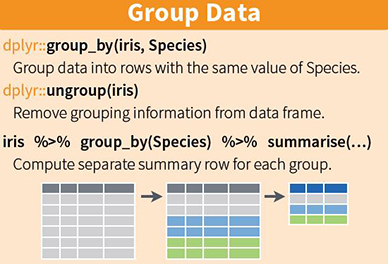 Group Data
dplyr::group_by(iris, Species)
Group data into rows with the same value of Species.
dplyr::ungroup(iris)
Remove grouping information from data frame.
iris %>% group_by(Species) %>% summarise(…)
Compute separate summary row for each group.